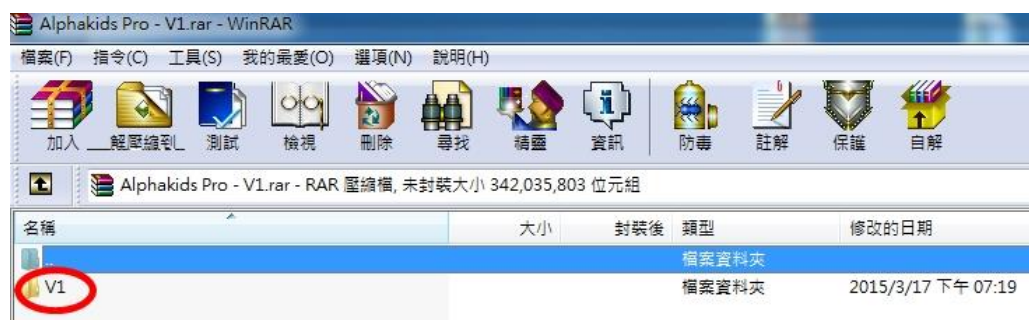 Alphakids Pro - V1.rar - WinRAR
檔案(F) 指令(C) 工具(S) 我的最愛(O) 選項(N) 說明(H)
加入 解壓縮到 測試 檢視 刪除 尋找 精靈 資訊 防毒 註解 保護 自解
Alphakids Pro - V1.rar - RAR 壓縮檔, 未封裝大小 342,035,803 位元組
名稱 大小 封裝後 類型 修改的日期
.. 檔案資料夾
V1 檔案資料夾 2015/3/17 下午 07:19